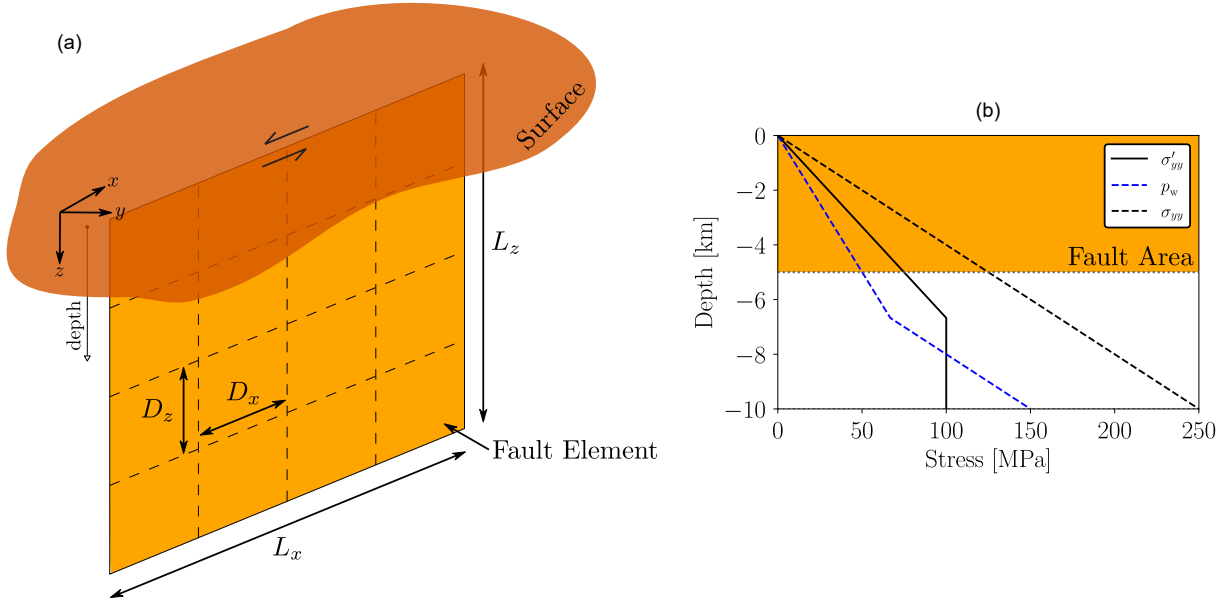 (a)
Surface
x
y
z
depth
L_z
D_z
D_x
Fault Element
L_x
(b)
0
−2
−4
−6
−8
−10
Depth [km]
σ′_yy
p_w
σ_yy
Fault Area
0 50 100 150 200 250
Stress [MPa]